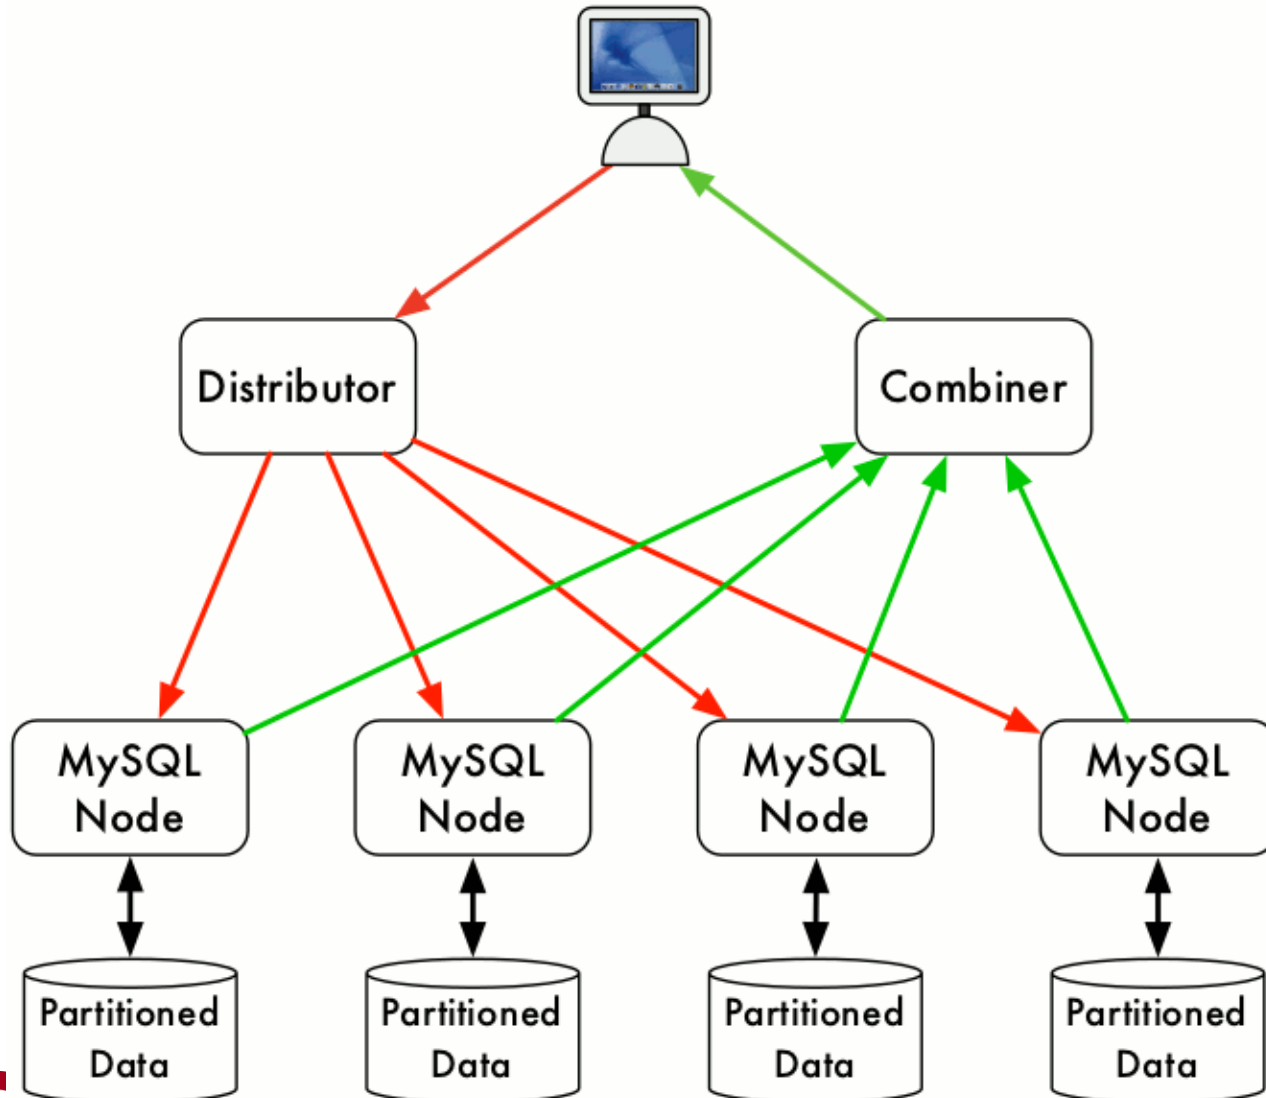 Distributor
Combiner
MySQL
Node
MySQL
Node
MySQL
Node
MySQL
Node
Partitioned
Data
Partitioned
Data
Partitioned
Data
Partitioned
Data